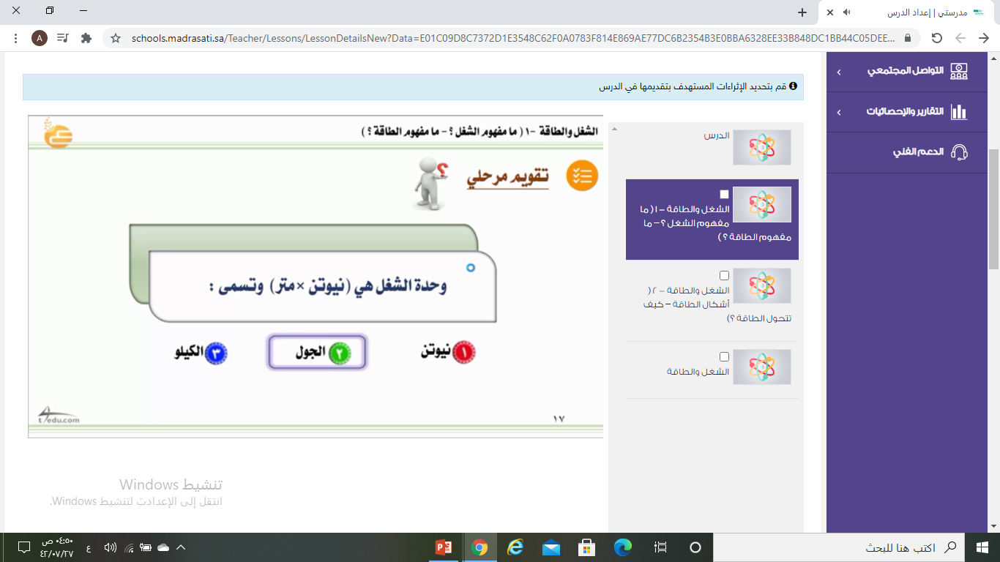 مدرستي | إعداد الدرس
schools.madrasati.sa/Teacher/Lessons/LessonDetailsNew?Data=E01C09D8C7372D1E3548C62F0A0783F814E869AE77DC6B2354B3E0BBA6328EE33B848DC1BB44C05DEE...
A
التواصل المجتمعي
التقارير والإحصائيات
الدعم الفني
قم بتحديد الإثراءات المستهدف بتقديمها في الدرس
الدرس
الشغل والطاقة – ١( ما
مفهوم الشغل ؟ – ما
مفهوم الطاقة ؟ )
الشغل والطاقة – ٢ (
أشكال الطاقة – كيف
تتحول الطاقة ؟)
الشغل والطاقة
الشغل والطاقة -١ ( ما مفهوم الشغل ؟ - ما مفهوم الطاقة ؟ )
تقويم مرحلي
وحدة الشغل هي (نيوتن × متر) وتسمى :
١ نيوتن
٢ الجول
٣ الكيلو
t4edu.com
١٧
تنشيط Windows
انتقل إلى الإعدادت لتنشيط Windows.
اكتب هنا للبحث
ع
٠٤:٥٠ ص
٤٢/٠٧/٢٧